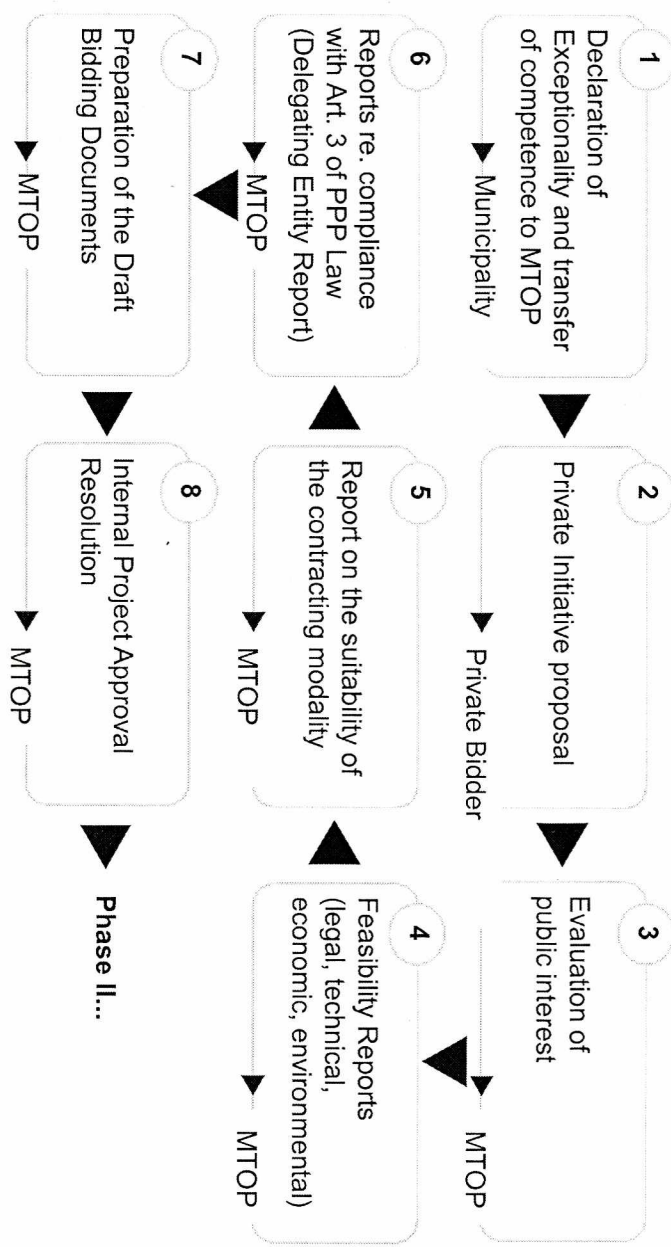 1
Declaration of
Exceptionality and transfer
of competence to MTOP
Municipality
2
Private Initiative proposal
Private Bidder
3
Evaluation of
public interest
MTOP
4
Feasibility Reports
(legal, technical,
economic, environmental)
MTOP
5
Report on the suitability of
the contracting modality
MTOP
6
Reports re. compliance
with Art. 3 of PPP Law
(Delegating Entity Report)
MTOP
7
Preparation of the Draft
Bidding Documents
MTOP
8
Internal Project Approval
Resolution
MTOP
Phase II...